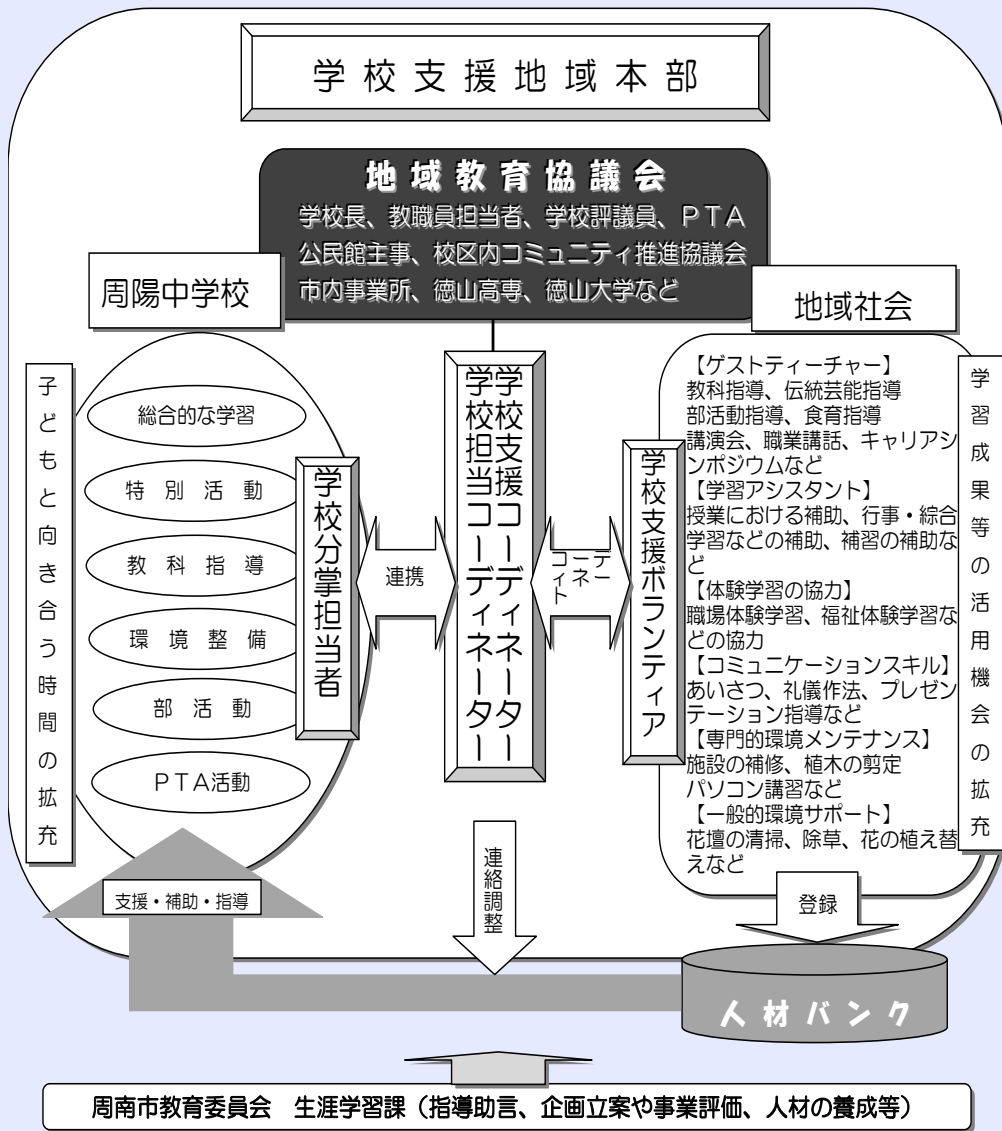 学校支援地域本部
地域教育協議会
学校長、教職員担当者、学校評議員、PTA
公民館主事、校区内コミュニティ推進協議会
市内事業所、徳山高専、徳山大学など
周陽中学校
地域社会
子どもと向き合う時間の拡充
総合的な学習
特別活動
教科指導
環境整備
部活動
PTA活動
学校分掌担当者
連携
学校支援コーディネーター
学校担当コーディネーター
コーディネート
学校支援ボランティア
【ゲストティーチャー】
教科指導、伝統芸能指導
部活動指導、食育指導
講演会、職業講話、キャリアシ
ンポジウムなど
【学習アシスタント】
授業における補助、行事・綜合
学習などの補助、補習の補助な
ど
【体験学習の協力】
職場体験学習、福祉体験学習な
どの協力
【コミュニケーションスキル】
あいさつ、礼儀作法、プレゼン
テーション指導など
【専門的環境メンテナンス】
施設の補修、植木の剪定
パソコン講習など
【一般的環境サポート】
花壇の清掃、除草、花の植え替
えなど
学習成果等の活用機会の拡充
支援・補助・指導
連絡調整
登録
人材バンク
周南市教育委員会 生涯学習課（指導助言、企画立案や事業評価、人材の養成等）